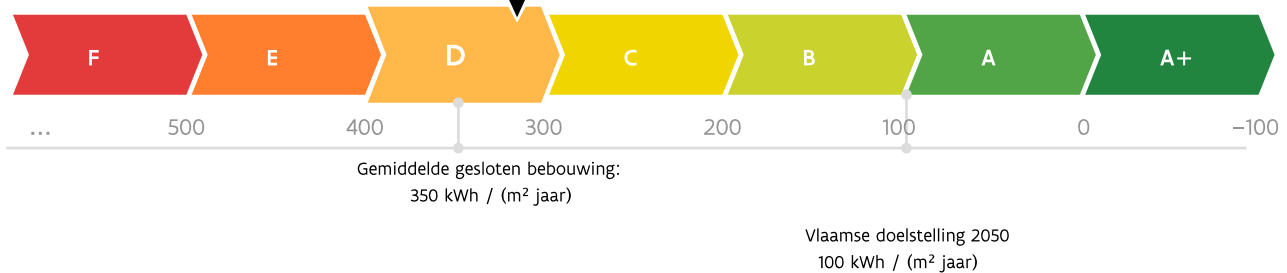 F E D C B A A+
... 500 400 300 200 100 0 −100
Gemiddelde gesloten bebouwing:
350 kWh / (m² jaar)
Vlaamse doelstelling 2050
100 kWh / (m² jaar)